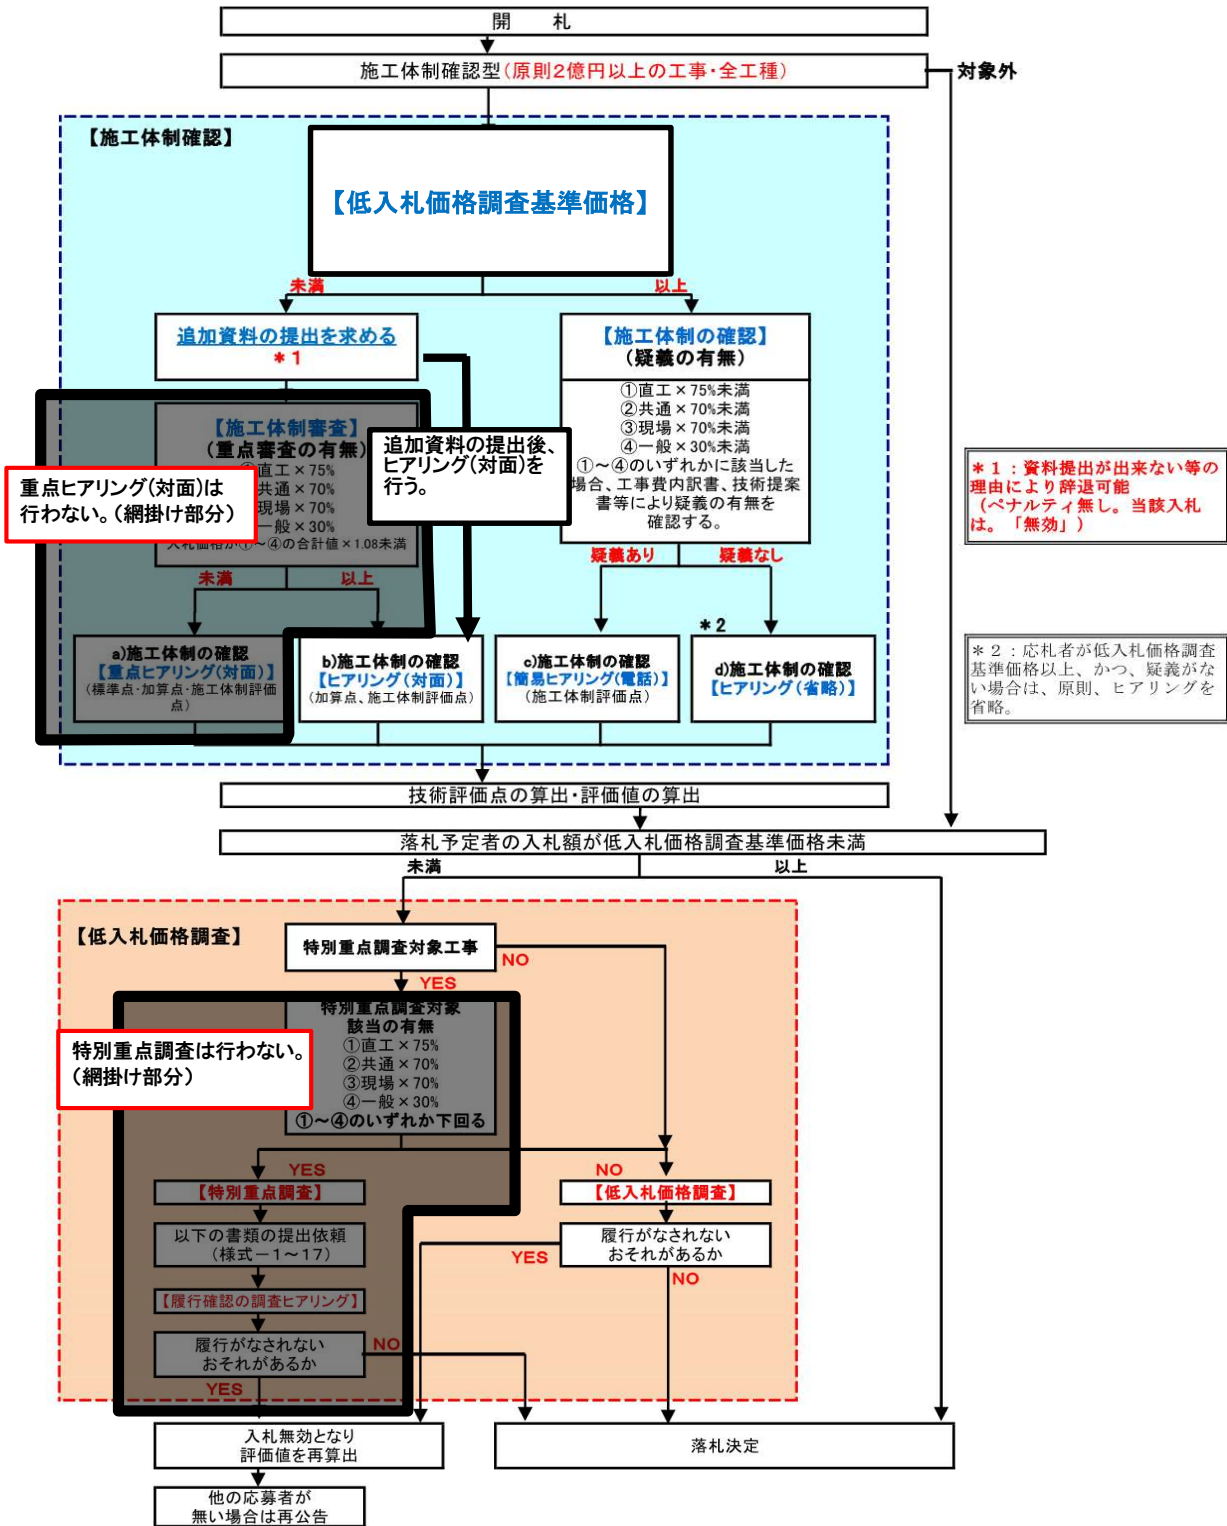 開　札
施工体制確認型(原則2億円以上の工事・全工種)
対象外
【施工体制確認】
【低入札価格調査基準価格】
未満
以上
追加資料の提出を求める
＊1
【施工体制の確認】
(疑義の有無)
①直工×75%未満
②共通×70%未満
③現場×70%未満
④一般×30%未満
①～④のいずれかに該当した
場合、工事費内訳書、技術提案
書等により疑義の有無を
確認する。
【施工体制審査】
(重点審査の有無)
①直工×75%
共通×70%
現場×70%
一般×30%
入札価格が①～④の合計値×1.08未満
追加資料の提出後、
ヒアリング(対面)を
行う。
重点ヒアリング(対面)は
行わない。(網掛け部分)
＊1：資料提出が出来ない等の
理由により辞退可能
(ペナルティ無し。当該入札
は。「無効」)
未満
以上
疑義あり
疑義なし
＊2
a)施工体制の確認
【重点ヒアリング(対面)】
(標準点・加算点・施工体制評価
点)
b)施工体制の確認
【ヒアリング(対面)】
(加算点、施工体制評価点)
c)施工体制の確認
【簡易ヒアリング(電話)】
(施工体制評価点)
d)施工体制の確認
【ヒアリング(省略)】
＊2：応札者が低入札価格調査
基準価格以上、かつ、疑義がな
い場合は、原則、ヒアリングを
省略。
技術評価点の算出・評価値の算出
落札予定者の入札額が低入札価格調査基準価格未満
未満
以上
【低入札価格調査】
特別重点調査対象工事
NO
YES
特別重点調査対象
該当の有無
①直工×75%
②共通×70%
③現場×70%
④一般×30%
①～④のいずれか下回る
特別重点調査は行わない。
(網掛け部分)
YES
NO
【特別重点調査】
【低入札価格調査】
以下の書類の提出依頼
(様式－1～17)
履行がなされない
おそれがあるか
YES
NO
【履行確認の調査ヒアリング】
履行がなされない
おそれがあるか
NO
YES
入札無効となり
評価値を再算出
落札決定
他の応募者が
無い場合は再公告